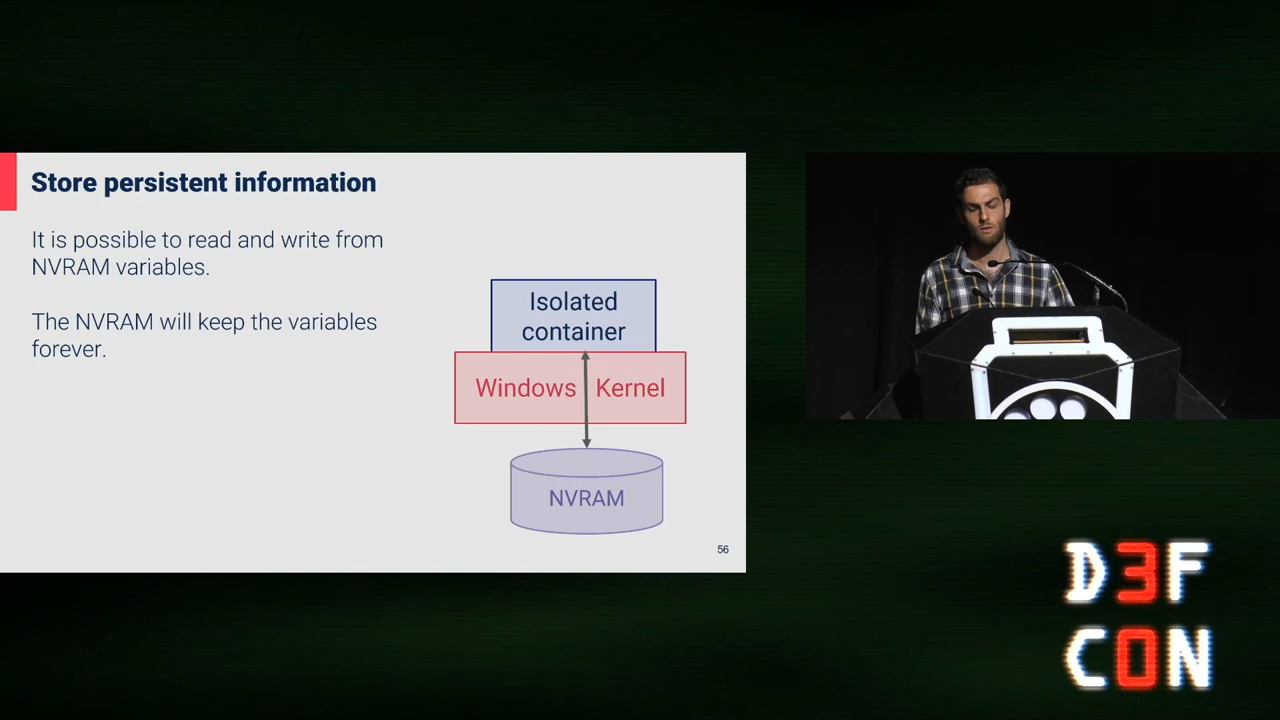 Store persistent information
It is possible to read and write from
NVRAM variables.
The NVRAM will keep the variables
forever.
Isolated
container
Windows Kernel
NVRAM
56
D3F
C0N